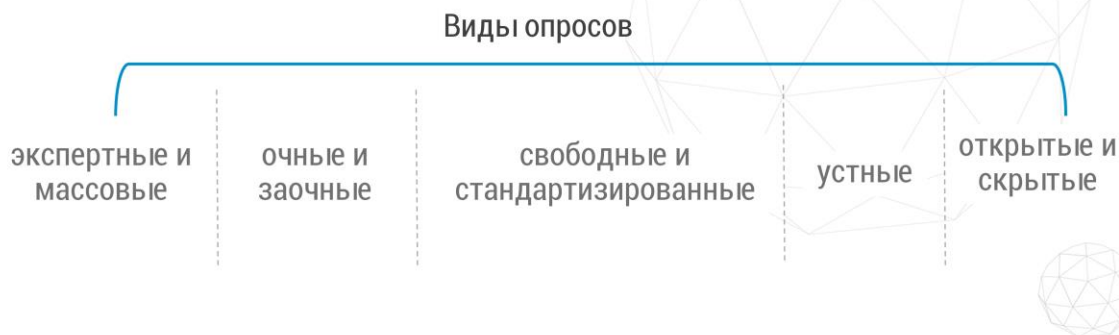 Виды опросов
экспертные и
массовые
очные и
заочные
свободные и
стандартизированные
устные
открытые и
скрытые